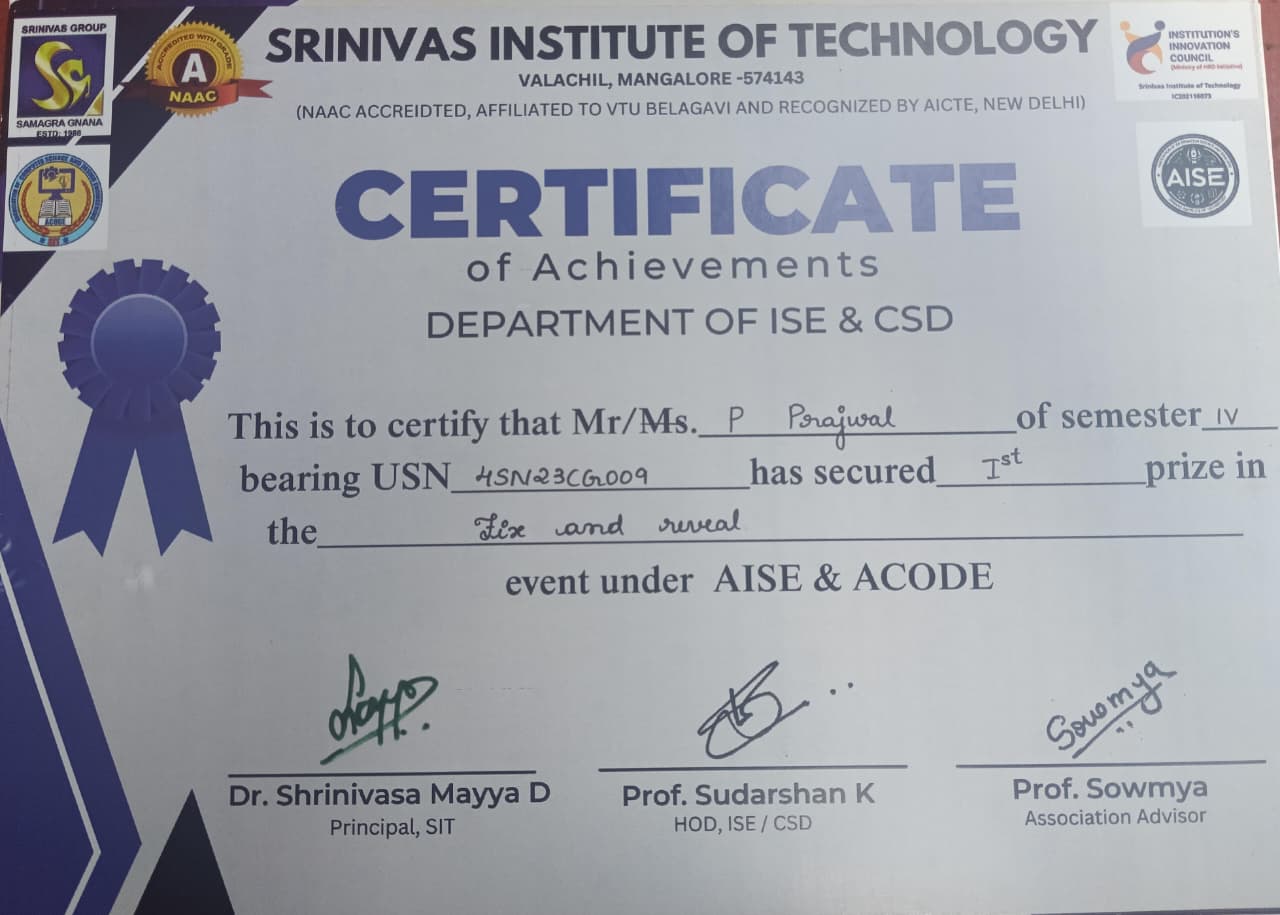 SRINIVAS GROUP
SAMAGRA GNANA
ESTD: 1988
ACCREDITED WITH GRADE
A
NAAC
SRINIVAS INSTITUTE OF TECHNOLOGY
VALACHIL, MANGALORE -574143
(NAAC ACCREIDTED, AFFILIATED TO VTU BELAGAVI AND RECOGNIZED BY AICTE, NEW DELHI)
INSTITUTION'S
INNOVATION
COUNCIL
(Ministry of HRD Initiative)
Srinivas Institute of Technology
ACODE
SIT
AISE
CERTIFICATE
of Achievements
DEPARTMENT OF ISE & CSD
This is to certify that Mr/Ms. P Prajwal of semester IV
bearing USN 4SN23CG009 has secured Ist prize in
the Fix and reveal
event under AISE & ACODE
Sowmya
Dr. Shrinivasa Mayya D
Principal, SIT
Prof. Sudarshan K
HOD, ISE / CSD
Prof. Sowmya
Association Advisor